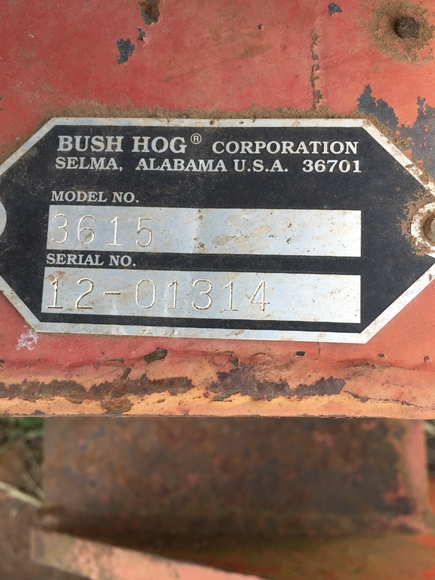 BUSH HOG® CORPORATION
SELMA, ALABAMA U.S.A. 36701
MODEL NO.
3615
SERIAL NO.
12-01314